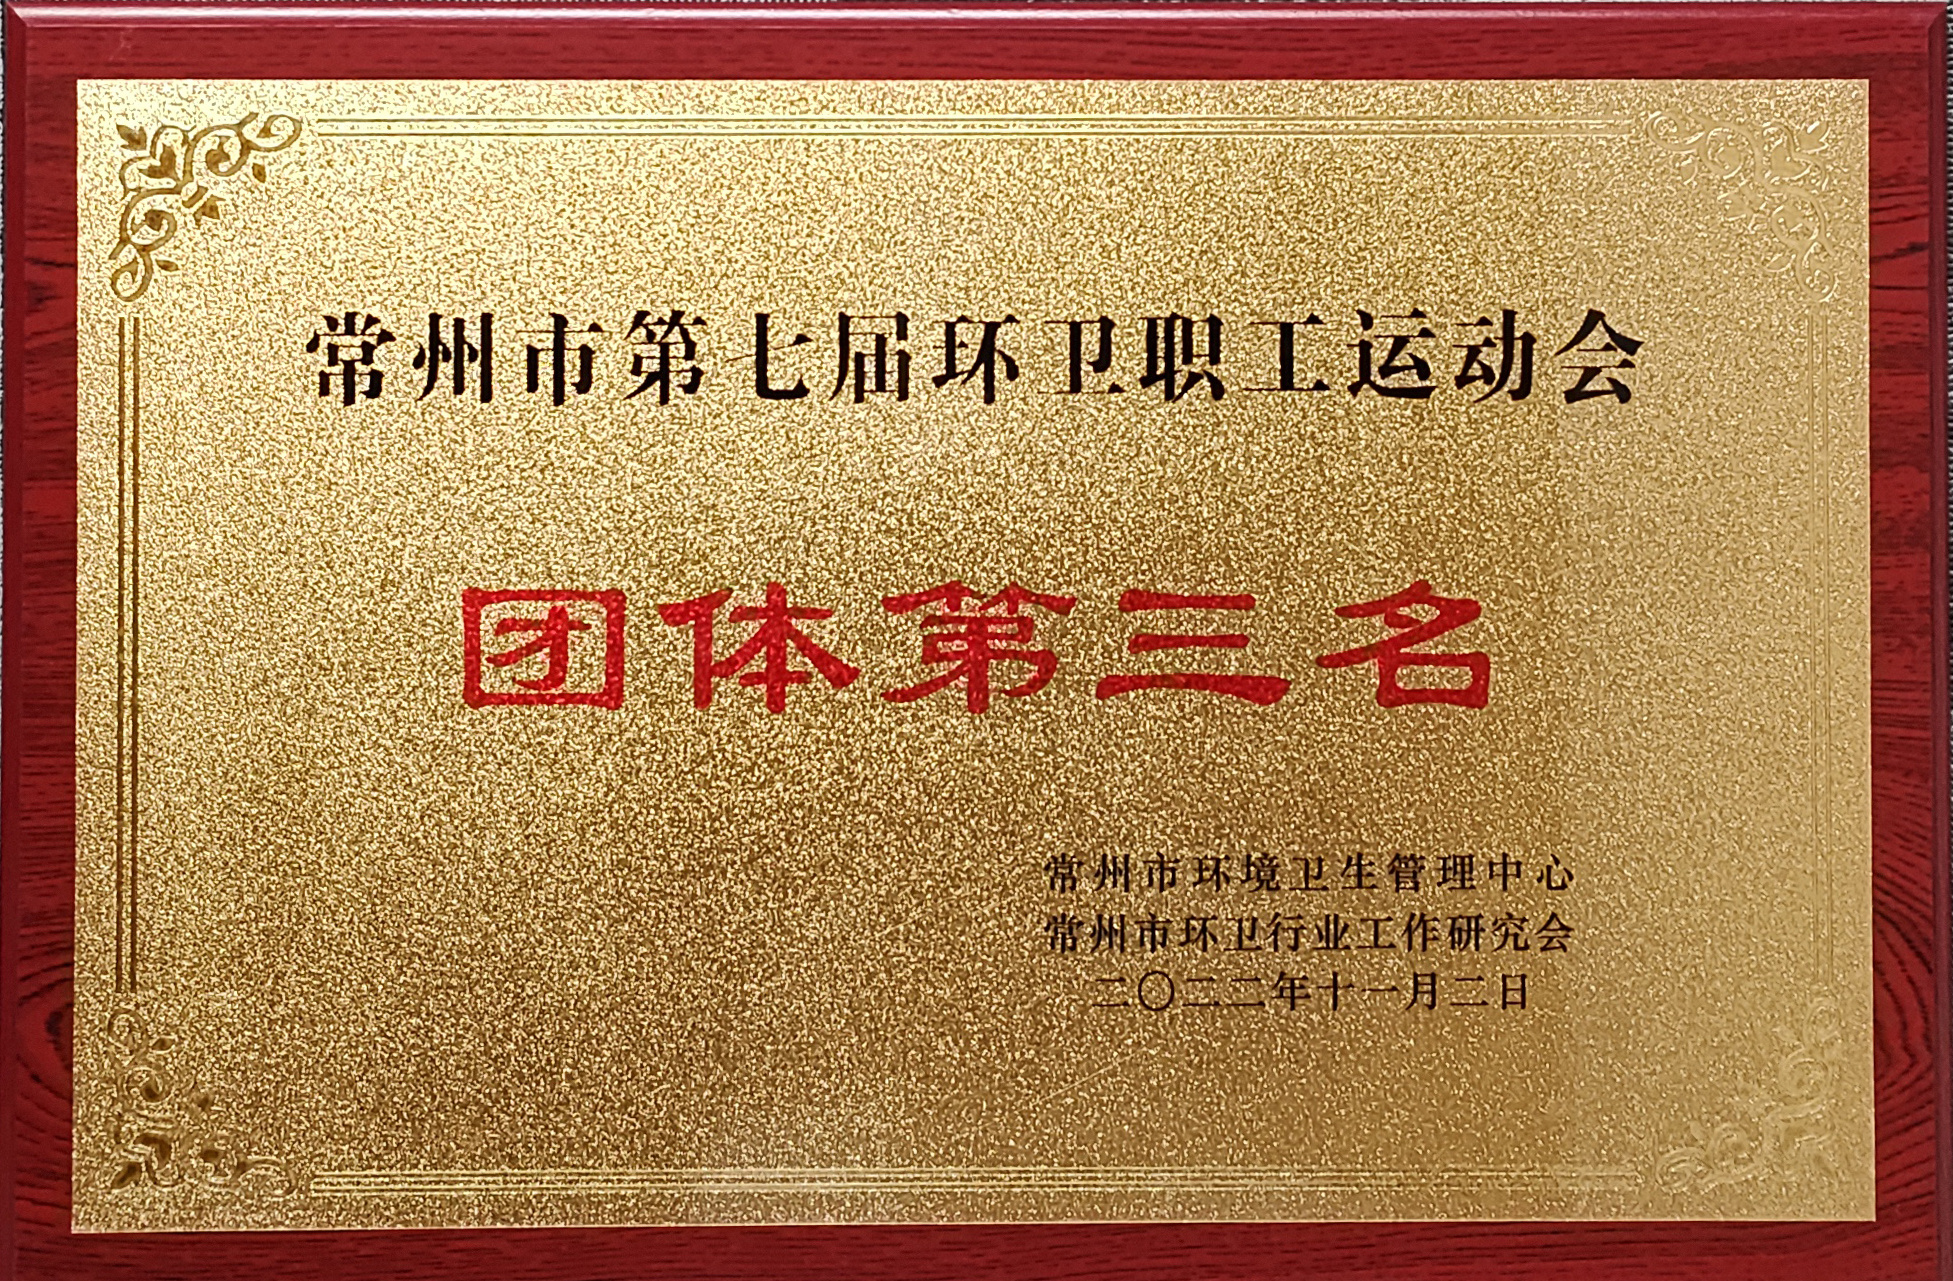 常州市第七届环卫职工运动会
团体第三名
常州市环境卫生管理中心
常州市环卫行业工作研究会
二〇二二年十一月二日